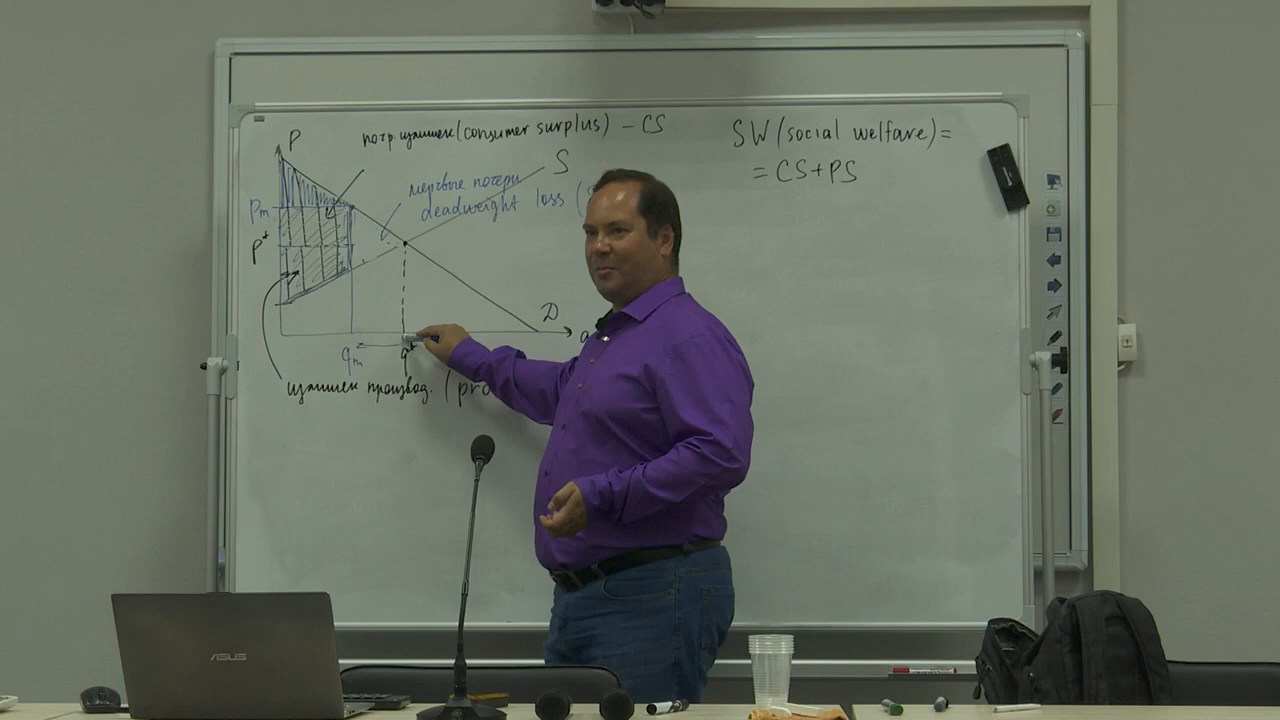 потр. излишек (consumer surplus) – CS
SW (social welfare) =
= CS+PS
P
S
мертвые потери
deadweight loss (
Pm
P*
D
q
qm
q*
излишек производ. (pro
ASUS